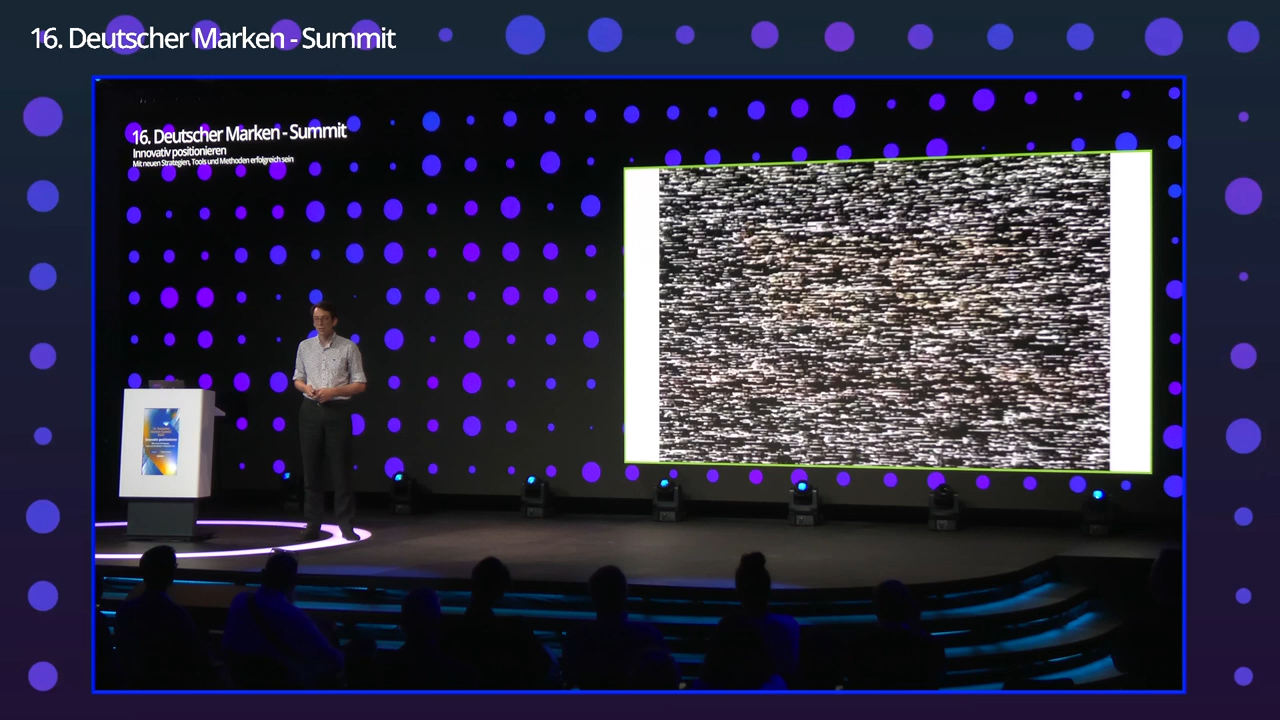 16. Deutscher Marken - Summit
16. Deutscher Marken - Summit
Innovativ positionieren
Mit neuen Strategien, Tools und Methoden erfolgreich sein